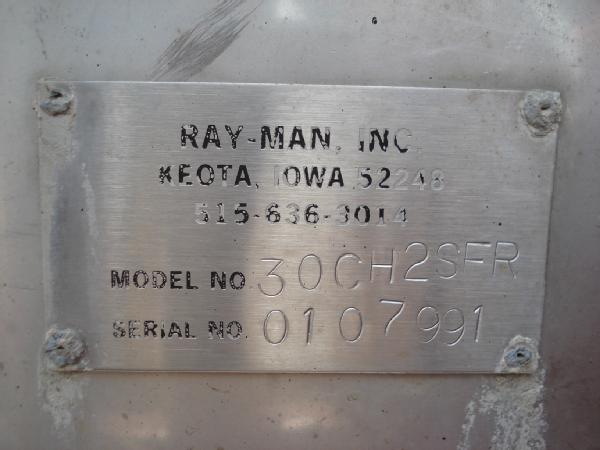 RAY-MAN, INC.
KEOTA, IOWA 52248
515-636-3014
MODEL NO 30CH2SFR
SERIAL NO. 0107991